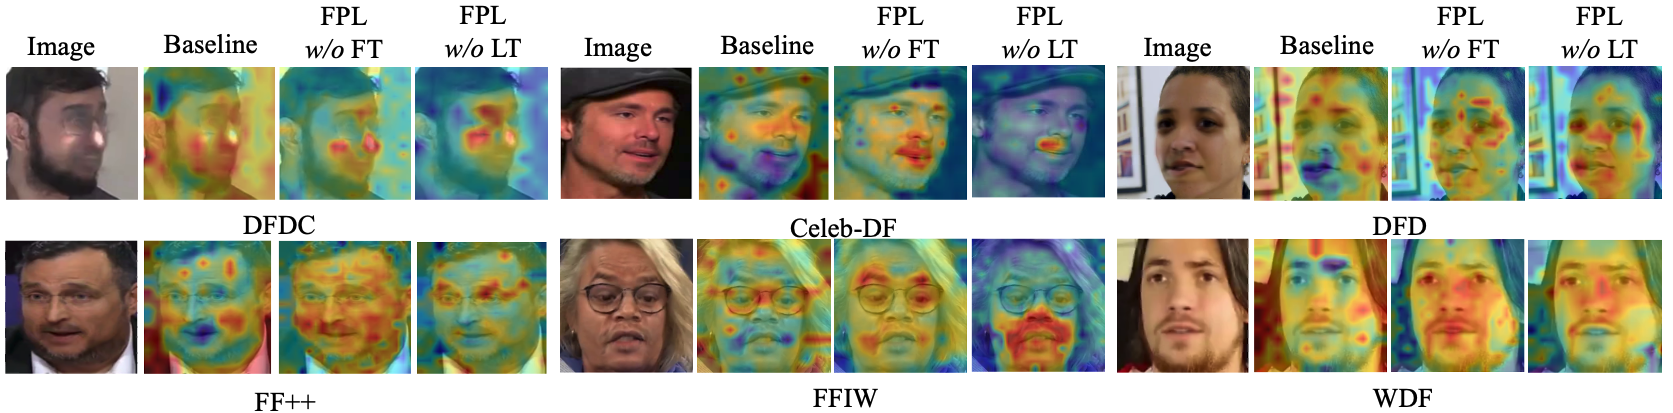 Image Baseline FPL w/o FT FPL w/o LT
Image Baseline FPL w/o FT FPL w/o LT
Image Baseline FPL w/o FT FPL w/o LT
DFDC
Celeb-DF
DFD
FF++
FFIW
WDF